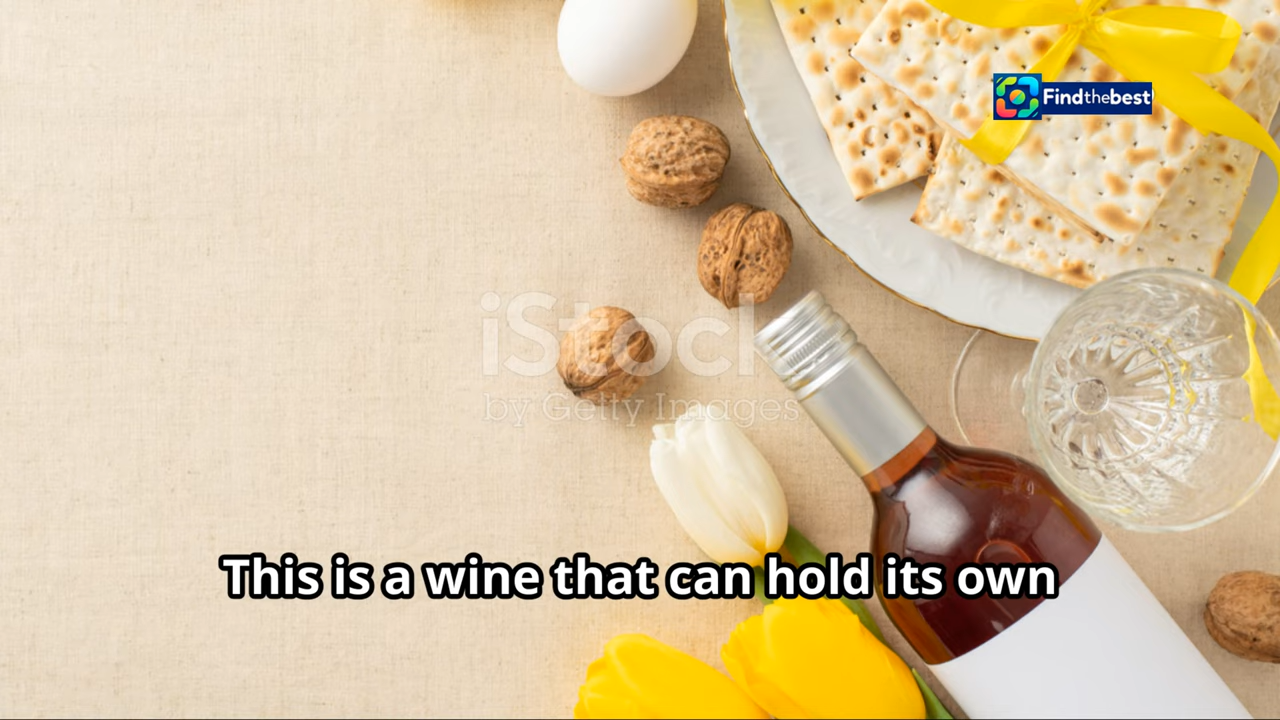 Findthebest
iStock
by Getty Images
This is a wine that can hold its own